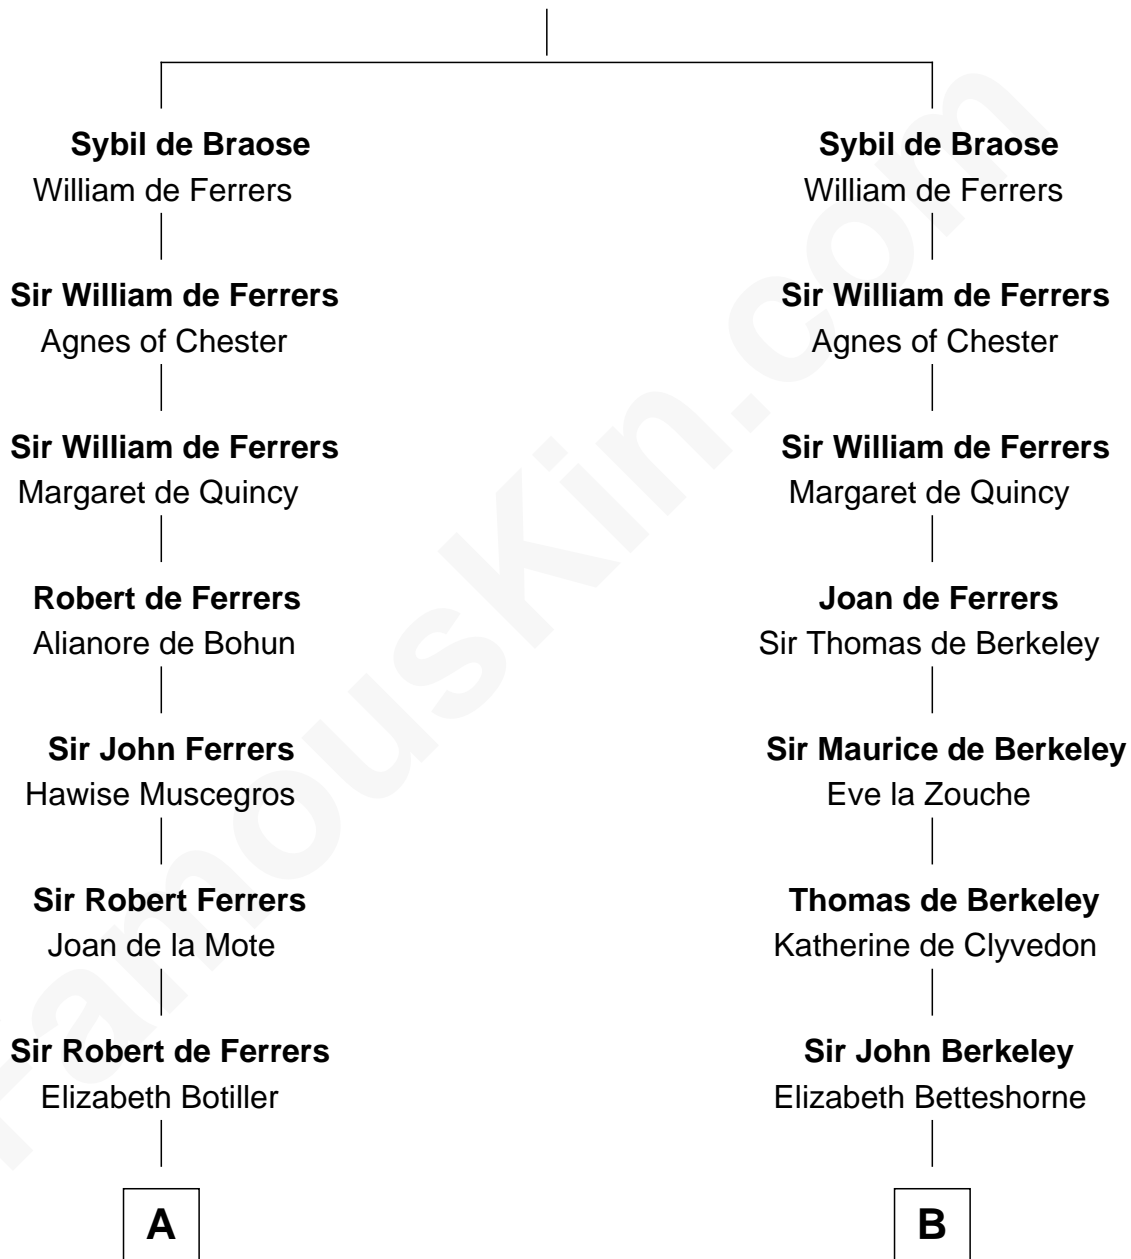 Sybil de Braose
William de Ferrers
Sir William de Ferrers
Agnes of Chester
Sir William de Ferrers
Margaret de Quincy
Robert de Ferrers
Alianore de Bohun
Sir John Ferrers
Hawise Muscegros
Sir Robert Ferrers
Joan de la Mote
Sir Robert de Ferrers
Elizabeth Botiller
A
Sybil de Braose
William de Ferrers
Sir William de Ferrers
Agnes of Chester
Sir William de Ferrers
Margaret de Quincy
Joan de Ferrers
Sir Thomas de Berkeley
Sir Maurice de Berkeley
Eve la Zouche
Thomas de Berkeley
Katherine de Clyvedon
Sir John Berkeley
Elizabeth Betteshorne
B
FamousKin.com